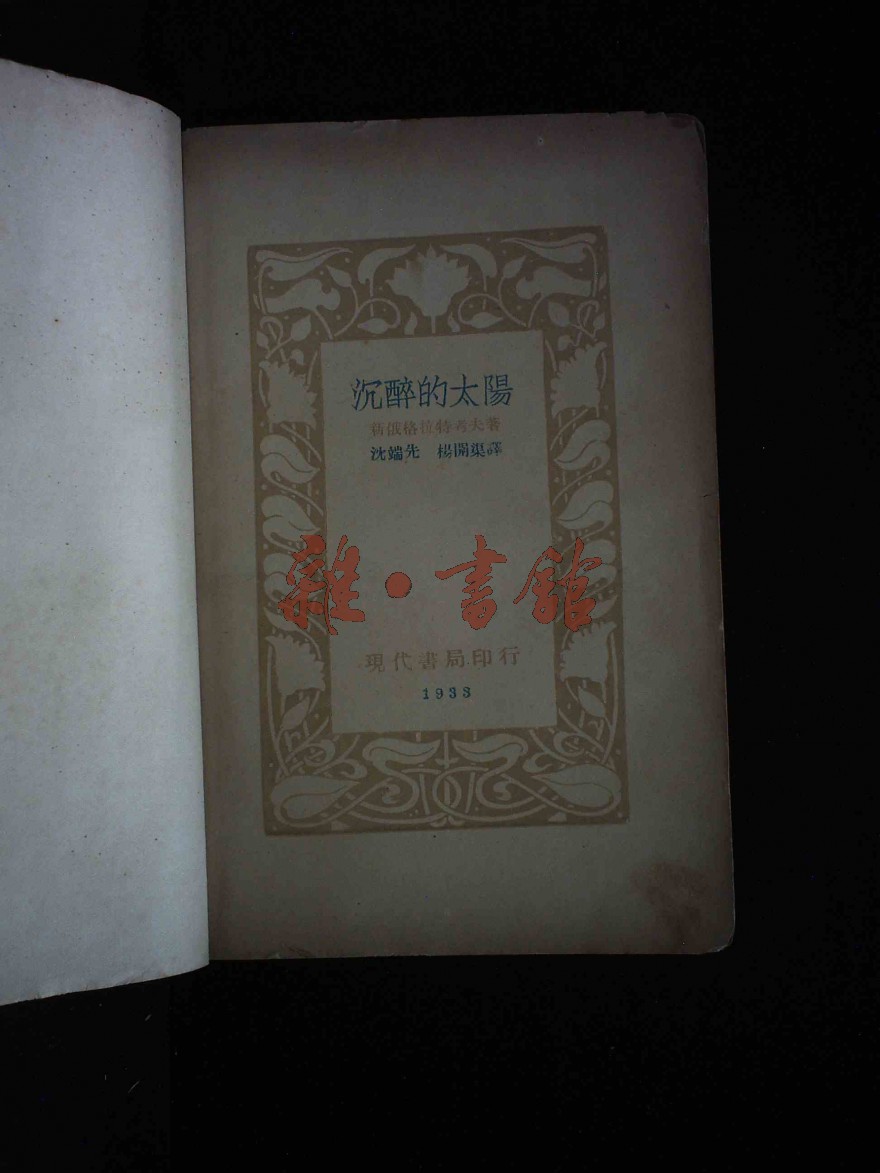 沉醉的太陽
新俄格拉特考夫著
沈端先 楊開渠譯
雜·書館
現代書局印行
1933